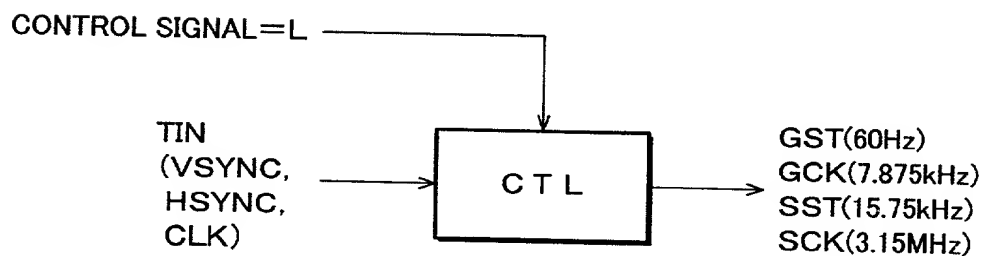 CONTROL SIGNAL=L
TIN
(VSYNC,
HSYNC,
CLK)
CTL
GST(60Hz)
GCK(7.875kHz)
SST(15.75kHz)
SCK(3.15MHz)